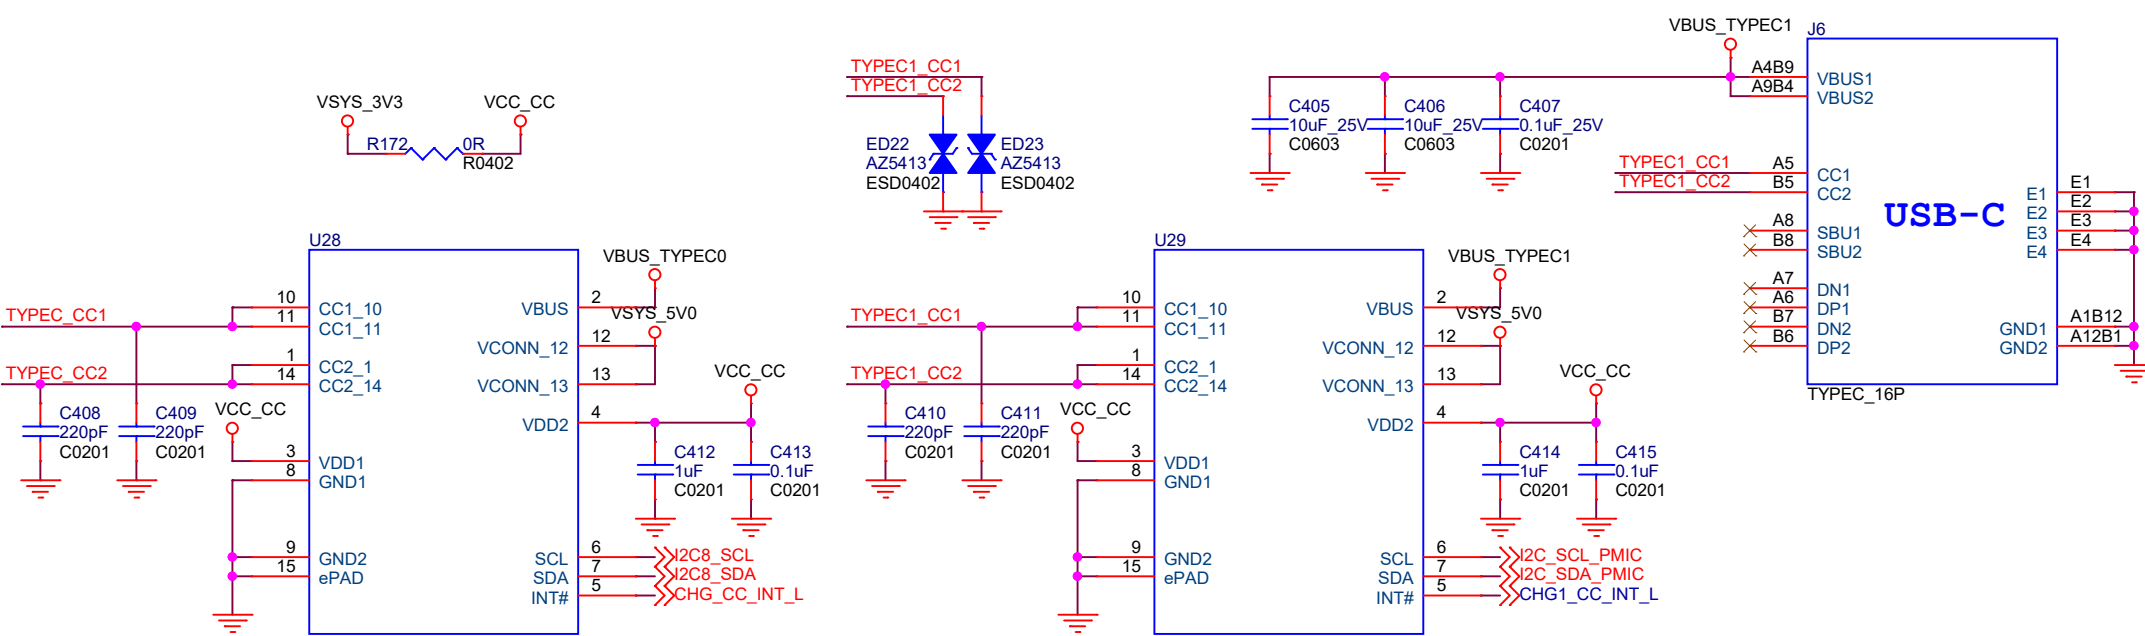 VSYS_3V3
VCC_CC
R172
0R
R0402
TYPEC1_CC1
TYPEC1_CC2
ED22
AZ5413
ESD0402
ED23
AZ5413
ESD0402
VBUS_TYPEC1
C405
10uF_25V
C0603
C406
10uF_25V
C0603
C407
0.1uF_25V
C0201
J6
A4B9
VBUS1
A9B4
VBUS2
TYPEC1_CC1
A5
CC1
TYPEC1_CC2
B5
CC2
A8
SBU1
B8
SBU2
A7
DN1
A6
DP1
B7
DN2
B6
DP2
USB-C
E1
E1
E2
E2
E3
E3
E4
E4
GND1
A1B12
GND2
A12B1
TYPEC_16P
U28
TYPEC_CC1
10
CC1_10
11
CC1_11
TYPEC_CC2
1
CC2_1
14
CC2_14
C408
220pF
C0201
C409
220pF
C0201
VCC_CC
3
VDD1
8
GND1
9
GND2
15
ePAD
VBUS_TYPEC0
VBUS
2
VSYS_5V0
VCONN_12
12
VCONN_13
13
VCC_CC
VDD2
4
C412
1uF
C0201
C413
0.1uF
C0201
SCL
6
I2C8_SCL
SDA
7
I2C8_SDA
INT#
5
CHG_CC_INT_L
U29
TYPEC1_CC1
10
CC1_10
11
CC1_11
TYPEC1_CC2
1
CC2_1
14
CC2_14
C410
220pF
C0201
C411
220pF
C0201
VCC_CC
3
VDD1
8
GND1
9
GND2
15
ePAD
VBUS_TYPEC1
VBUS
2
VSYS_5V0
VCONN_12
12
VCONN_13
13
VCC_CC
VDD2
4
C414
1uF
C0201
C415
0.1uF
C0201
SCL
6
I2C_SCL_PMIC
SDA
7
I2C_SDA_PMIC
INT#
5
CHG1_CC_INT_L